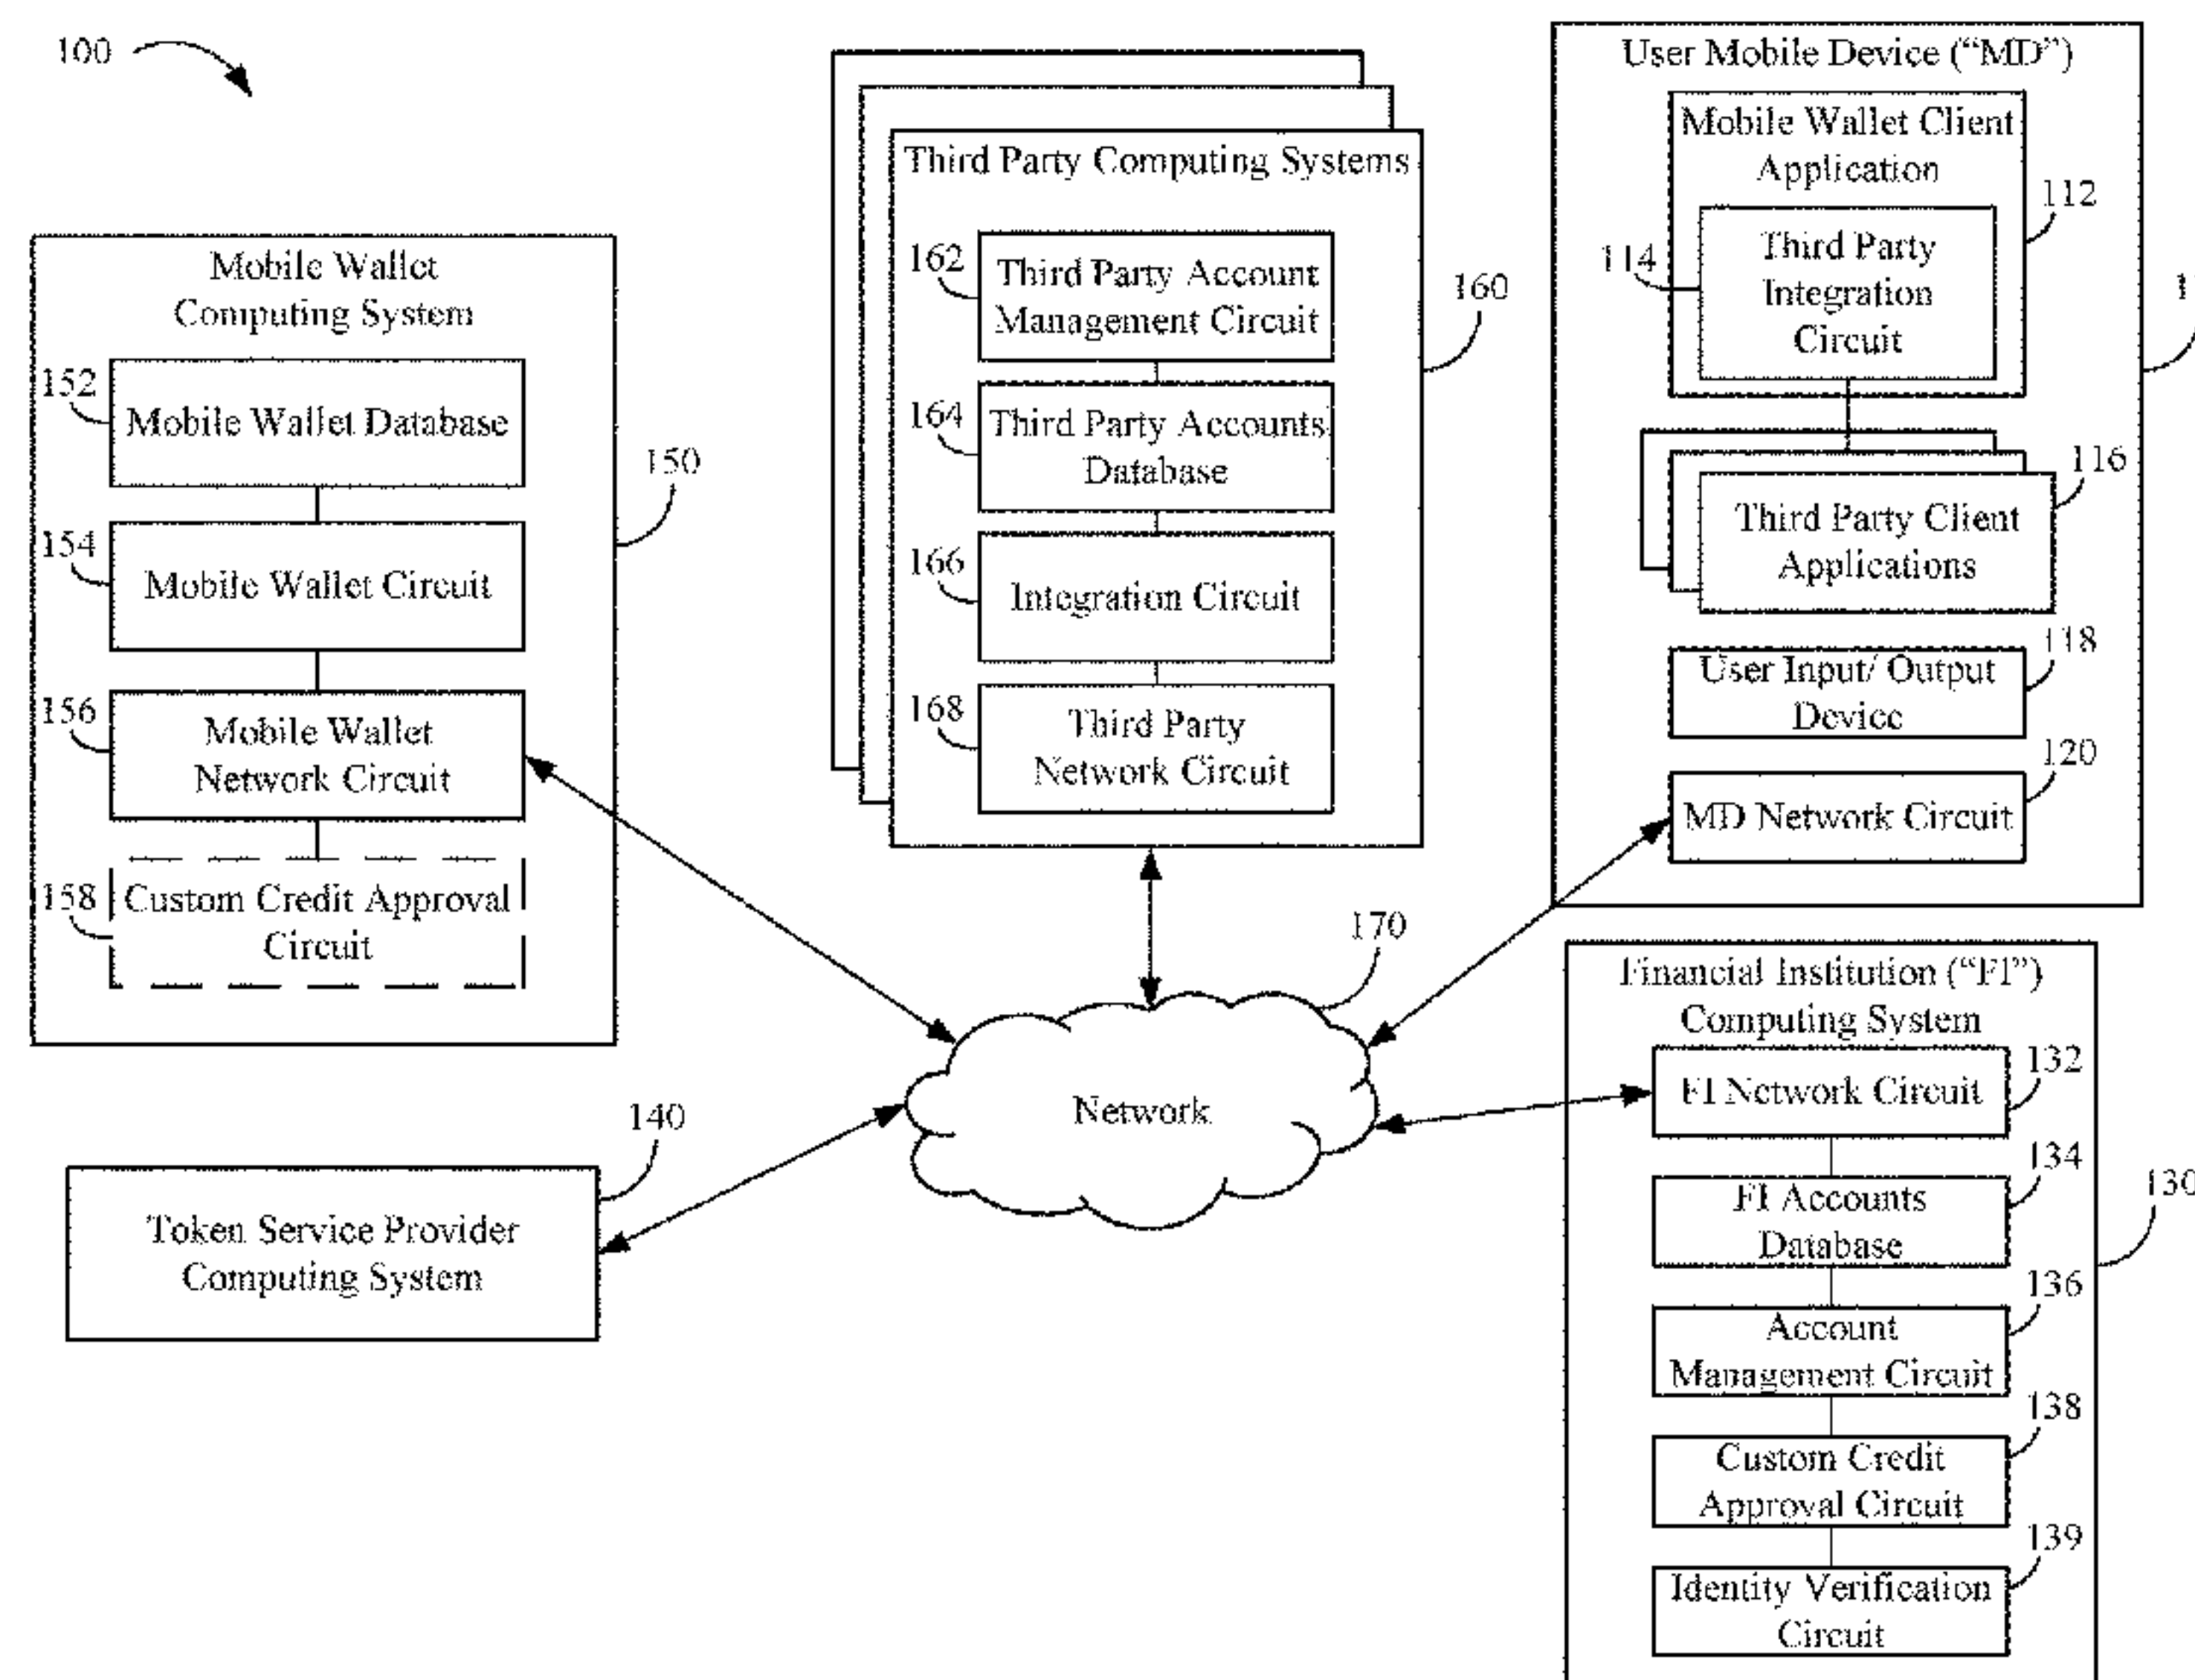 100
Mobile Wallet
Computing System
152
Mobile Wallet Database
150
154
Mobile Wallet Circuit
156
Mobile Wallet
Network Circuit
158
Custom Credit Approval
Circuit
Third Party Computing Systems
162
Third Party Account
Management Circuit
160
164
Third Party Accounts
Database
166
Integration Circuit
168
Third Party
Network Circuit
User Mobile Device (“MD”)
Mobile Wallet Client
Application
112
114
Third Party
Integration
Circuit
116
Third Party Client
Applications
118
User Input/ Output
Device
120
MD Network Circuit
170
Network
140
Token Service Provider
Computing System
Financial Institution (“FI”)
Computing System
132
FI Network Circuit
134
FI Accounts
Database
130
136
Account
Management Circuit
138
Custom Credit
Approval Circuit
139
Identity Verification
Circuit